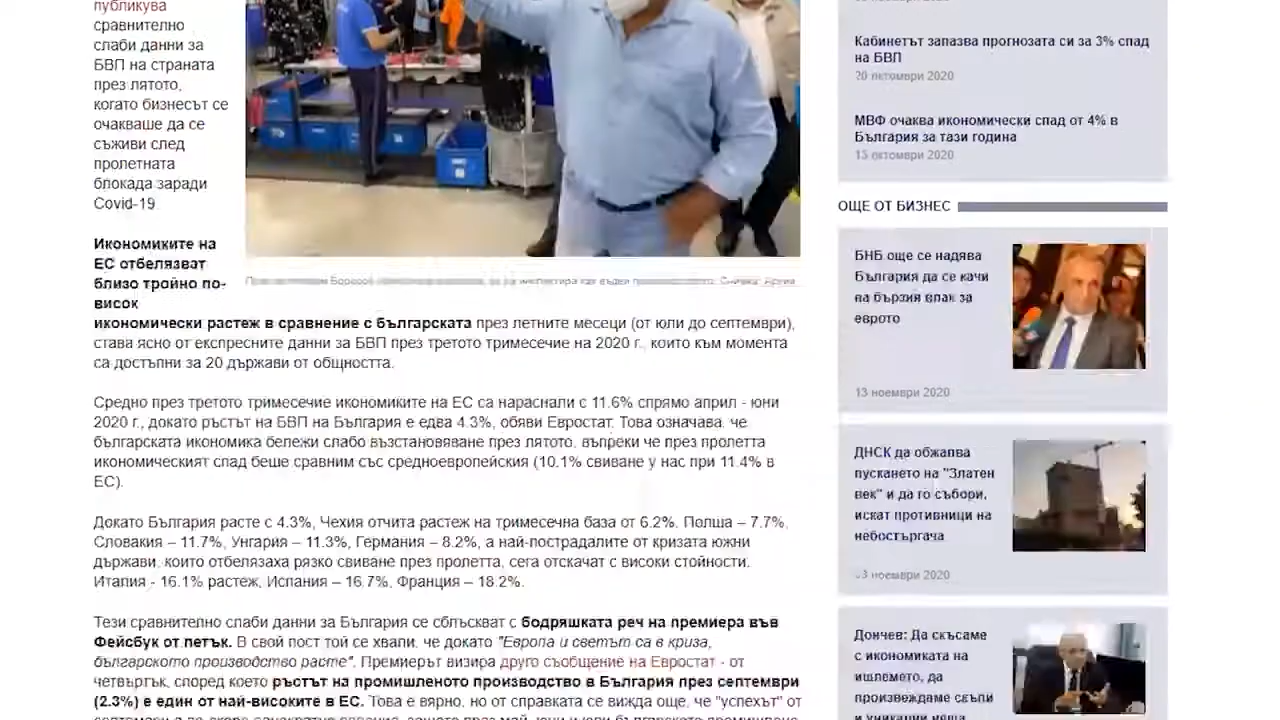 публикува
сравнително
слаби данни за
БВП на страната
през лятото,
когато бизнесът се
очакваше да се
съживи след
пролетната
блокада заради
Covid-19
Икономиките на
ЕС отбелязват
близо тройно по-
висок
икономически растеж в сравнение с българската през летните месеци (от юли до септември),
става ясно от експресните данни за БВП през третото тримесечие на 2020 г., които към момента
са достъпни за 20 държави от общността.
Средно през третото тримесечие икономиките на ЕС са нараснали с 11.6% спрямо април - юни
2020 г., докато ръстът на БВП на България е едва 4.3%, обяви Евростат. Това означава, че
българската икономика бележи слабо възстановяване през лятото, въпреки че през пролетта
икономическият спад беше сравним със средноевропейския (10.1% свиване у нас при 11.4% в
ЕС).
Докато България расте с 4.3%, Чехия отчита растеж на тримесечна база от 6.2%. Полша – 7.7%,
Словакия – 11.7%, Унгария – 11.3%, Германия – 8.2%, а най-пострадалите от кризата южни
държави, които отбелязаха рязко свиване през пролетта, сега отскачат с високи стойности.
Италия - 16.1% растеж, Испания – 16.7%, Франция – 18.2%.
Тези сравнително слаби данни за България се сблъскват с бодряшката реч на премиера във
Фейсбук от петък. В свой пост той се хвали, че докато "Европа и светът са в криза,
българското производство расте". Премиерът визира друго съобщение на Евростат - от
четвъртък, според което ръстът на промишленото производство в България през септември
(2.3%) е един от най-високите в ЕС. Това е вярно, но от справката се вижда още, че "успехът" от
Кабинетът запазва прогнозата си за 3% спад
на БВП
20 октомври 2020
МВФ очаква икономически спад от 4% в
България за тази година
13 октомври 2020
ОЩЕ ОТ БИЗНЕС
БНБ още се надява
България да се качи
на бързия влак за
еврото
13 ноември 2020
ДНСК да обжалва
пускането на "Златен
век" и да го събори,
искат противници на
небостъргача
13 ноември 2020
Дончев: Да скъсаме
с икономиката на
ишлемето, да
произвеждаме скъпи
и уникални неща